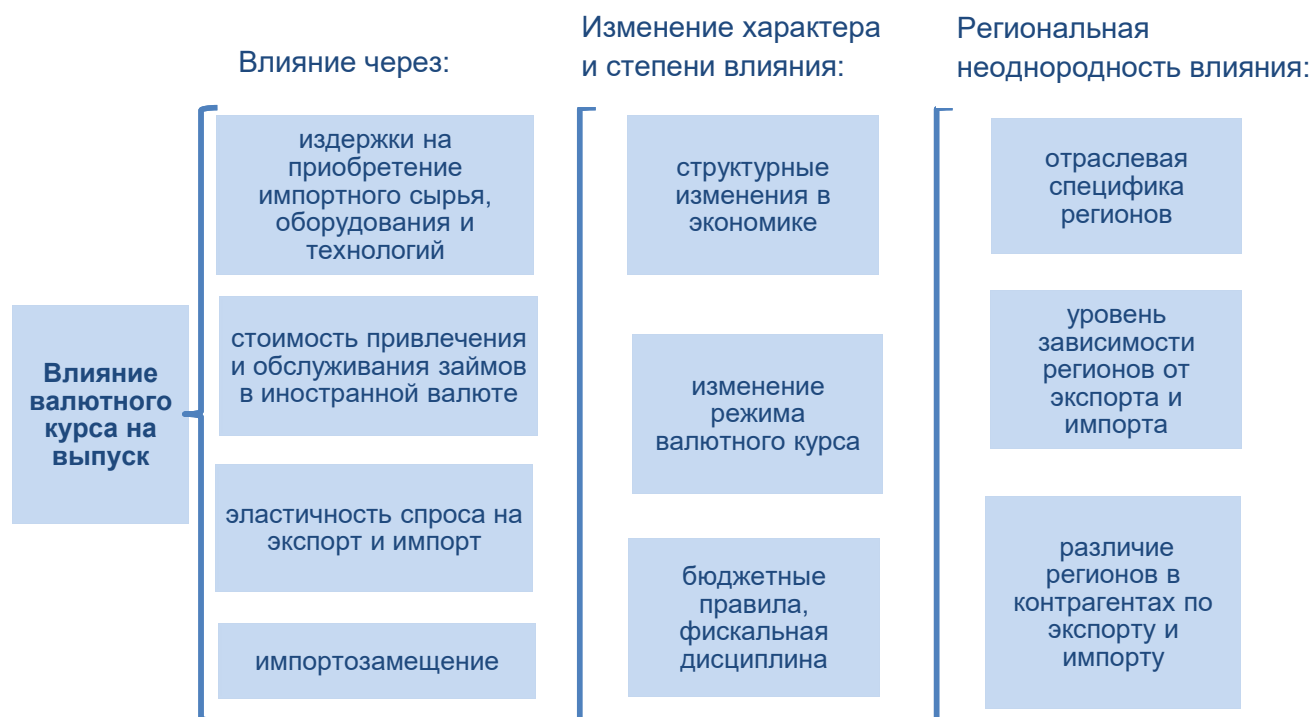 Влияние
валютного
курса на
выпуск
Влияние через:
издержки на
приобретение
импортного сырья,
оборудования и
технологий
стоимость привлечения
и обслуживания займов
в иностранной валюте
эластичность спроса на
экспорт и импорт
импортозамещение
Изменение характера
и степени влияния:
структурные
изменения в
экономике
изменение
режима
валютного курса
бюджетные
правила,
фискальная
дисциплина
Региональная
неоднородность влияния:
отраслевая
специфика
регионов
уровень
зависимости
регионов от
экспорта и
импорта
различие
регионов в
контрагентах по
экспорту и
импорту